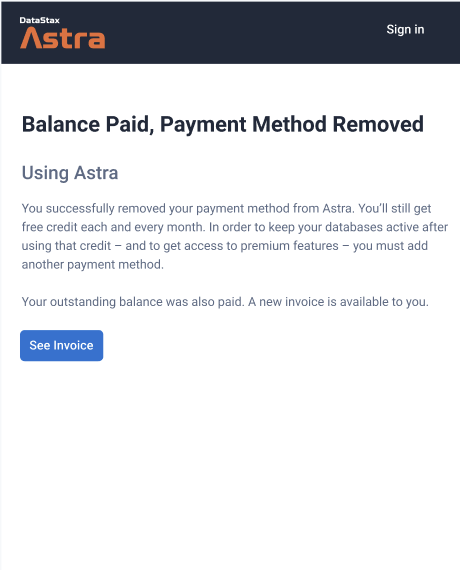 DataStax
Astra
Sign in
Balance Paid, Payment Method Removed
Using Astra
You successfully removed your payment method from Astra. You’ll still get
free credit each and every month. In order to keep your databases active after
using that credit – and to get access to premium features – you must add
another payment method.
Your outstanding balance was also paid. A new invoice is available to you.
See Invoice